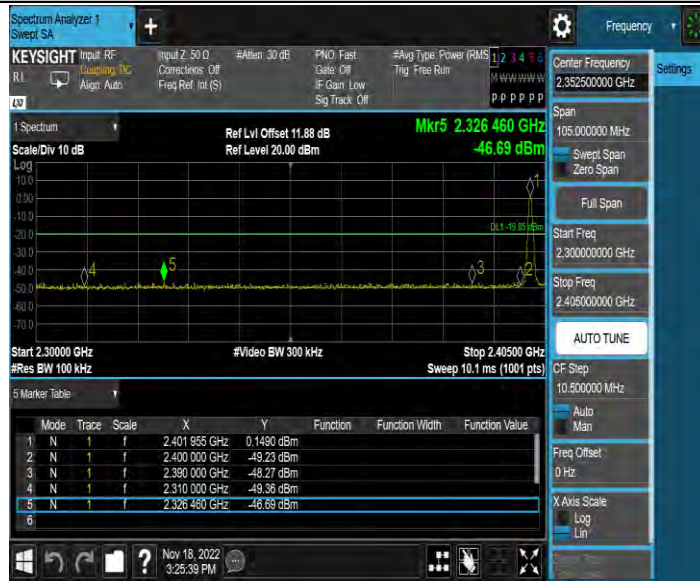 Spectrum Analyzer 1
Swept SA
+
Frequency
Settings
KEYSIGHT
RL
Input: RF
Coupling: DC
Align: Auto
Input Z: 50 Ω
Corrections: Off
Freq Ref: Int (S)
#Atten: 30 dB
PNO: Fast
Gate: Off
IF Gain: Low
Sig Track: Off
#Avg Type: Power (RMS
Trig: Free Run
1 2 3 4 5 6
M W W W W W
P P P P P P
LXI
1 Spectrum
Scale/Div 10 dB
Ref Lvl Offset 11.88 dB
Ref Level 20.00 dBm
Mkr5 2.326 460 GHz
-46.69 dBm
Log
10.0
0.00
-10.0
-20.0
-30.0
-40.0
-50.0
-60.0
-70.0
DL1 -19.85 dBm
1
2
3
4
5
Start 2.30000 GHz
#Video BW 300 kHz
Stop 2.40500 GHz
#Res BW 100 kHz
Sweep 10.1 ms (1001 pts)
5 Marker Table
Mode Trace Scale X Y Function Function Width Function Value
1 N 1 f 2.401 955 GHz 0.1490 dBm
2 N 1 f 2.400 000 GHz -49.23 dBm
3 N 1 f 2.390 000 GHz -48.27 dBm
4 N 1 f 2.310 000 GHz -49.36 dBm
5 N 1 f 2.326 460 GHz -46.69 dBm
6
Center Frequency
2.352500000 GHz
Span
105.000000 MHz
Swept Span
Zero Span
Full Span
Start Freq
2.300000000 GHz
Stop Freq
2.405000000 GHz
AUTO TUNE
CF Step
10.500000 MHz
Auto
Man
Freq Offset
0 Hz
X Axis Scale
Log
Lin
?
Nov 18, 2022
3:25:39 PM